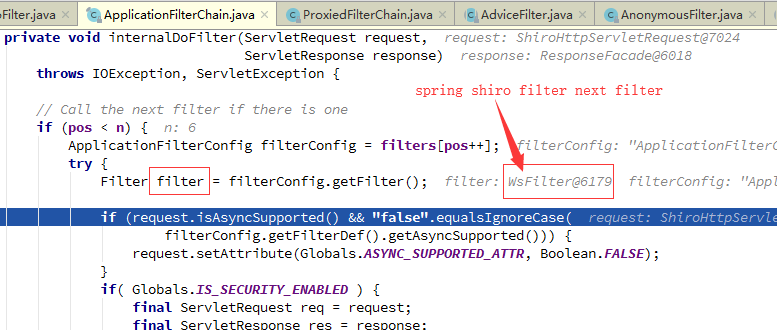 oFilter.java ApplicationFilterChain.java ProxiedFilterChain.java AdviceFilter.java AnonymousFilter.java
private void internalDoFilter(ServletRequest request, request: ShiroHttpServletRequest@7024
ServletResponse response) response: ResponseFacade@6018
throws IOException, ServletException {
spring shiro filter next filter
// Call the next filter if there is one
if (pos < n) { n: 6
ApplicationFilterConfig filterConfig = filters[pos++]; filterConfig: "ApplicationFilterC
try {
Filter filter = filterConfig.getFilter(); filter: WsFilter@6179 filterConfig: "Appl
if (request.isAsyncSupported() && "false".equalsIgnoreCase( request: ShiroHttpServle
filterConfig.getFilterDef().getAsyncSupported())) {
request.setAttribute(Globals.ASYNC_SUPPORTED_ATTR, Boolean.FALSE);
}
if( Globals.IS_SECURITY_ENABLED ) {
final ServletRequest req = request;
final ServletResponse res = response;